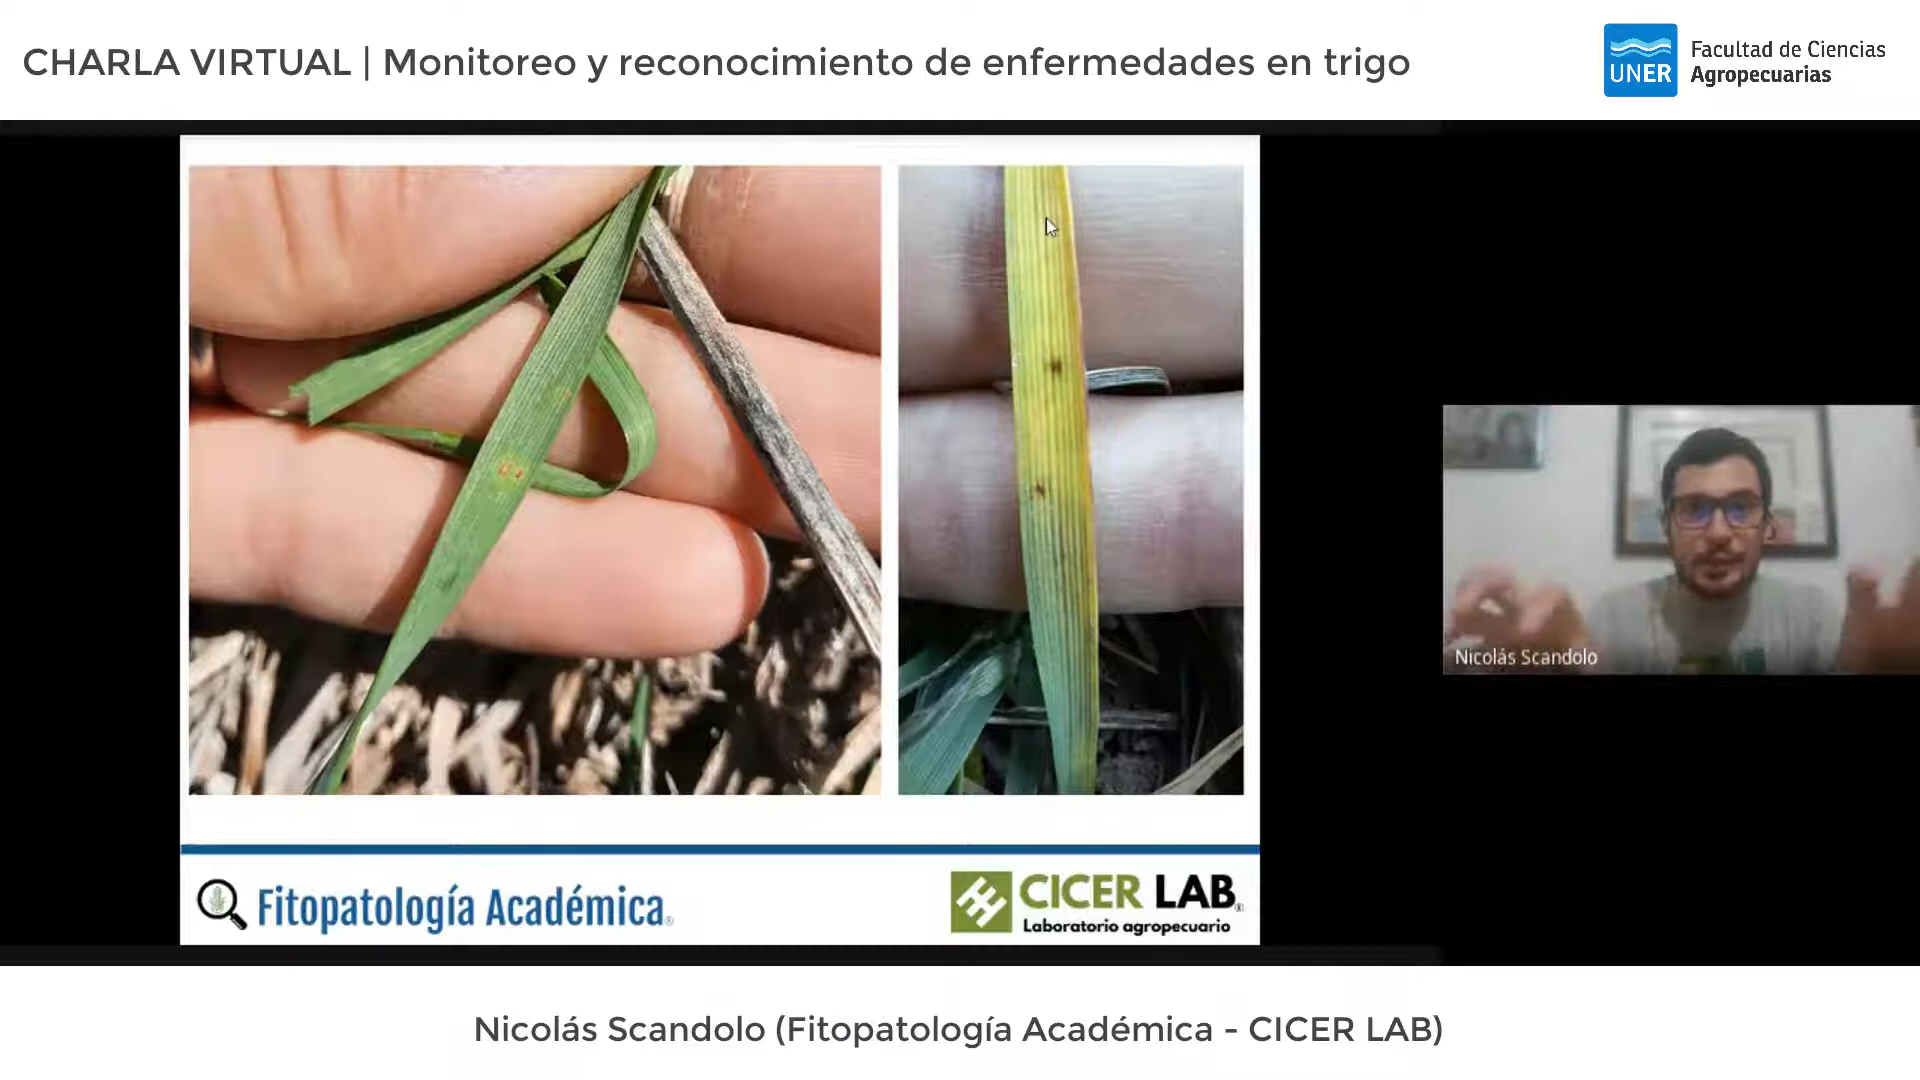 CHARLA VIRTUAL | Monitoreo y reconocimiento de enfermedades en trigo
UNER
Facultad de Ciencias
Agropecuarias
Nicolás Scandolo
Fitopatología Académica®
CICER LAB®
Laboratorio agropecuario
Nicolás Scandolo (Fitopatología Académica - CICER LAB)